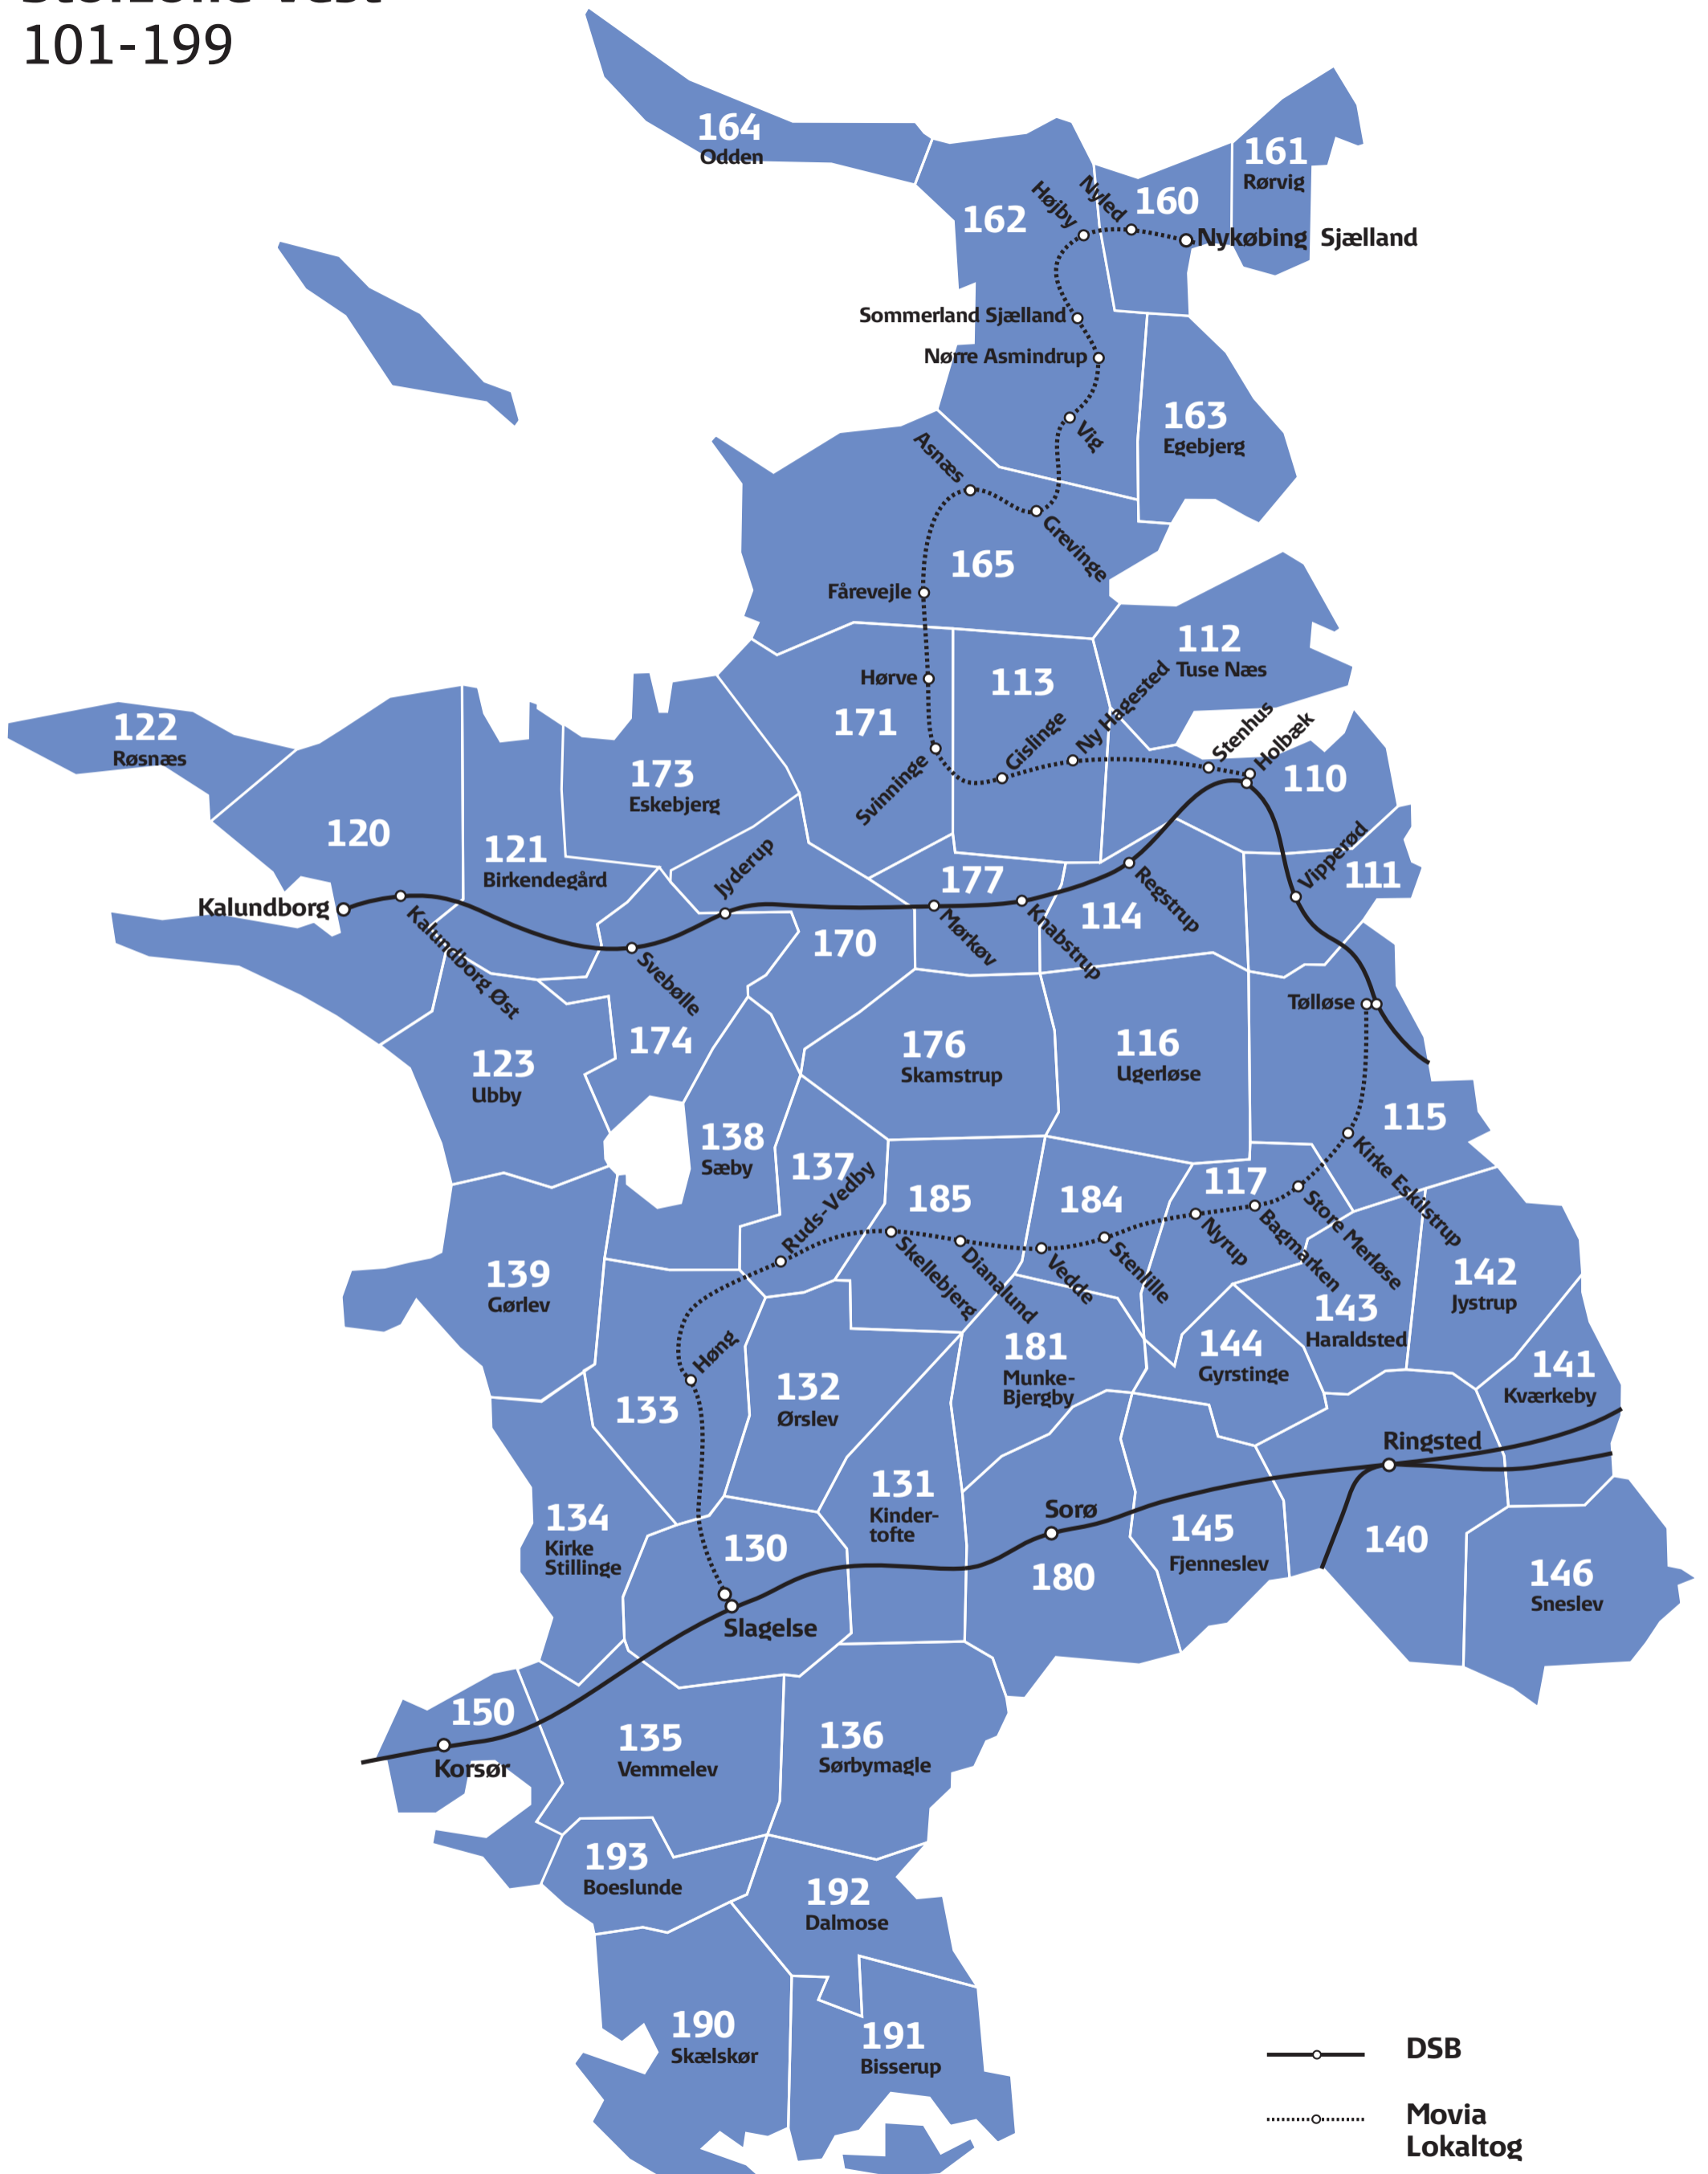 101-199
164
Odden
161
Rørvig
162
Højby
Nyled
160
Nykøbing Sjælland
Sommerland Sjælland
Nørre Asmindrup
163
Egebjerg
Vig
Asnæs
Grevinge
165
Fårevejle
112
Tuse Næs
Hørve
113
171
Ny Hagested
Gislinge
Stenhus
Holbæk
122
Røsnæs
173
Eskebjerg
Svinninge
110
120
121
Birkendegård
Jyderup
177
Regstrup
Vipperød
111
Kalundborg
Kalundborg Øst
Svebølle
170
Mørkøv
Knabstrup
114
Tølløse
174
176
Skamstrup
116
Ugerløse
123
Ubby
115
138
Sæby
137
Ruds-Vedby
185
184
117
Kirke Eskilstrup
Store Merløse
Bagmarken
Nyrup
Stenlille
Vedde
Dianalund
Skellebjerg
139
Gørlev
142
Jystrup
143
Haraldsted
144
Gyrstinge
181
Munke-
Bjergby
141
Kværkeby
Høng
133
132
Ørslev
Ringsted
131
Kinder-
tofte
Sorø
134
Kirke
Stillinge
130
145
Fjenneslev
140
180
146
Sneslev
Slagelse
150
Korsør
135
Vemmelev
136
Sørbymagle
193
Boeslunde
192
Dalmose
190
Skælskør
191
Bisserup
DSB
Movia
Lokaltog